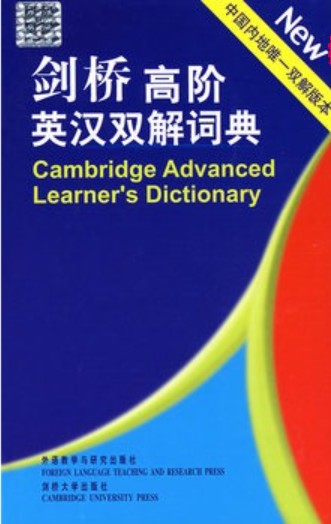 New
中国内地唯一双解版本
剑桥 高阶
英汉双解词典
Cambridge Advanced
Learner's Dictionary
外语教学与研究出版社
FOREIGN LANGUAGE TEACHING AND RESEARCH PRESS
剑桥大学出版社
CAMBRIDGE UNIVERSITY PRESS